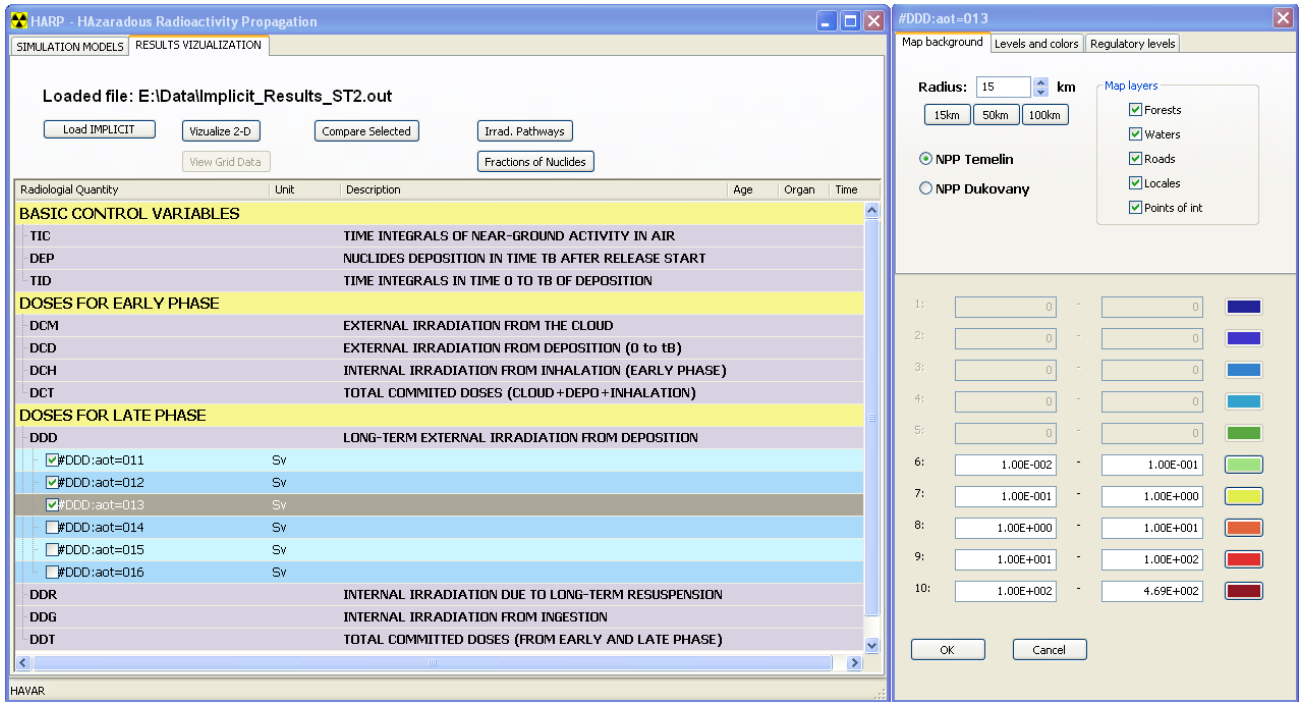 HARP - HAzaradous Radioactivity Propagation
SIMULATION MODELS RESULTS VIZUALIZATION
Loaded file: E:\Data\Implicit_Results_ST2.out
Load IMPLICIT Vizualize 2-D Compare Selected Irrad. Pathways
View Grid Data Fractions of Nuclides
Radiologial Quantity Unit Description Age Organ Time
BASIC CONTROL VARIABLES
TIC TIME INTEGRALS OF NEAR-GROUND ACTIVITY IN AIR
DEP NUCLIDES DEPOSITION IN TIME TB AFTER RELEASE START
TID TIME INTEGRALS IN TIME 0 TO TB OF DEPOSITION
DOSES FOR EARLY PHASE
DCM EXTERNAL IRRADIATION FROM THE CLOUD
DCD EXTERNAL IRRADIATION FROM DEPOSITION (0 to tB)
DCH INTERNAL IRRADIATION FROM INHALATION (EARLY PHASE)
DCT TOTAL COMMITED DOSES (CLOUD+DEPO+INHALATION)
DOSES FOR LATE PHASE
DDD LONG-TERM EXTERNAL IRRADIATION FROM DEPOSITION
#DDD:aot=011 Sv
#DDD:aot=012 Sv
#DDD:aot=013 Sv
#DDD:aot=014 Sv
#DDD:aot=015 Sv
#DDD:aot=016 Sv
DDR INTERNAL IRRADIATION DUE TO LONG-TERM RESUSPENSION
DDG INTERNAL IRRADIATION FROM INGESTION
DDT TOTAL COMMITTED DOSES (FROM EARLY AND LATE PHASE)
HAVAR
#DDD:aot=013
Map background Levels and colors Regulatory levels
Radius: 15 km
15km 50km 100km
NPP Temelin
NPP Dukovany
Map layers
Forests
Waters
Roads
Locales
Points of int
1: 0 - 0
2: 0 - 0
3: 0 - 0
4: 0 - 0
5: 0 - 0
6: 1.00E-002 - 1.00E-001
7: 1.00E-001 - 1.00E+000
8: 1.00E+000 - 1.00E+001
9: 1.00E+001 - 1.00E+002
10: 1.00E+002 - 4.69E+002
OK Cancel